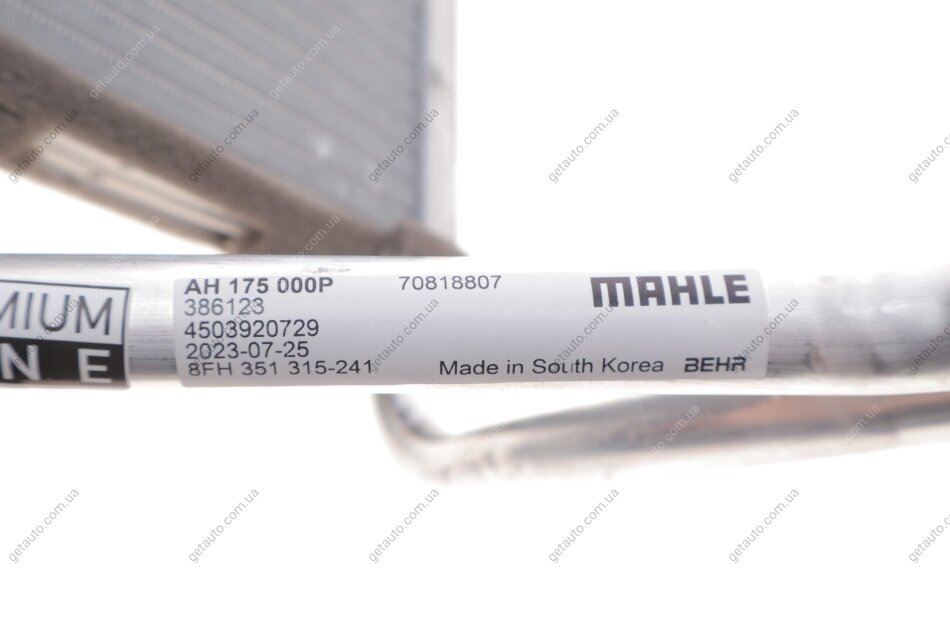 AH 175 000P 70818807 MAHLE
386123
4503920729
2023-07-25
8FH 351 315-241 Made in South Korea BEHR
MIUM
NE
getauto.com.ua